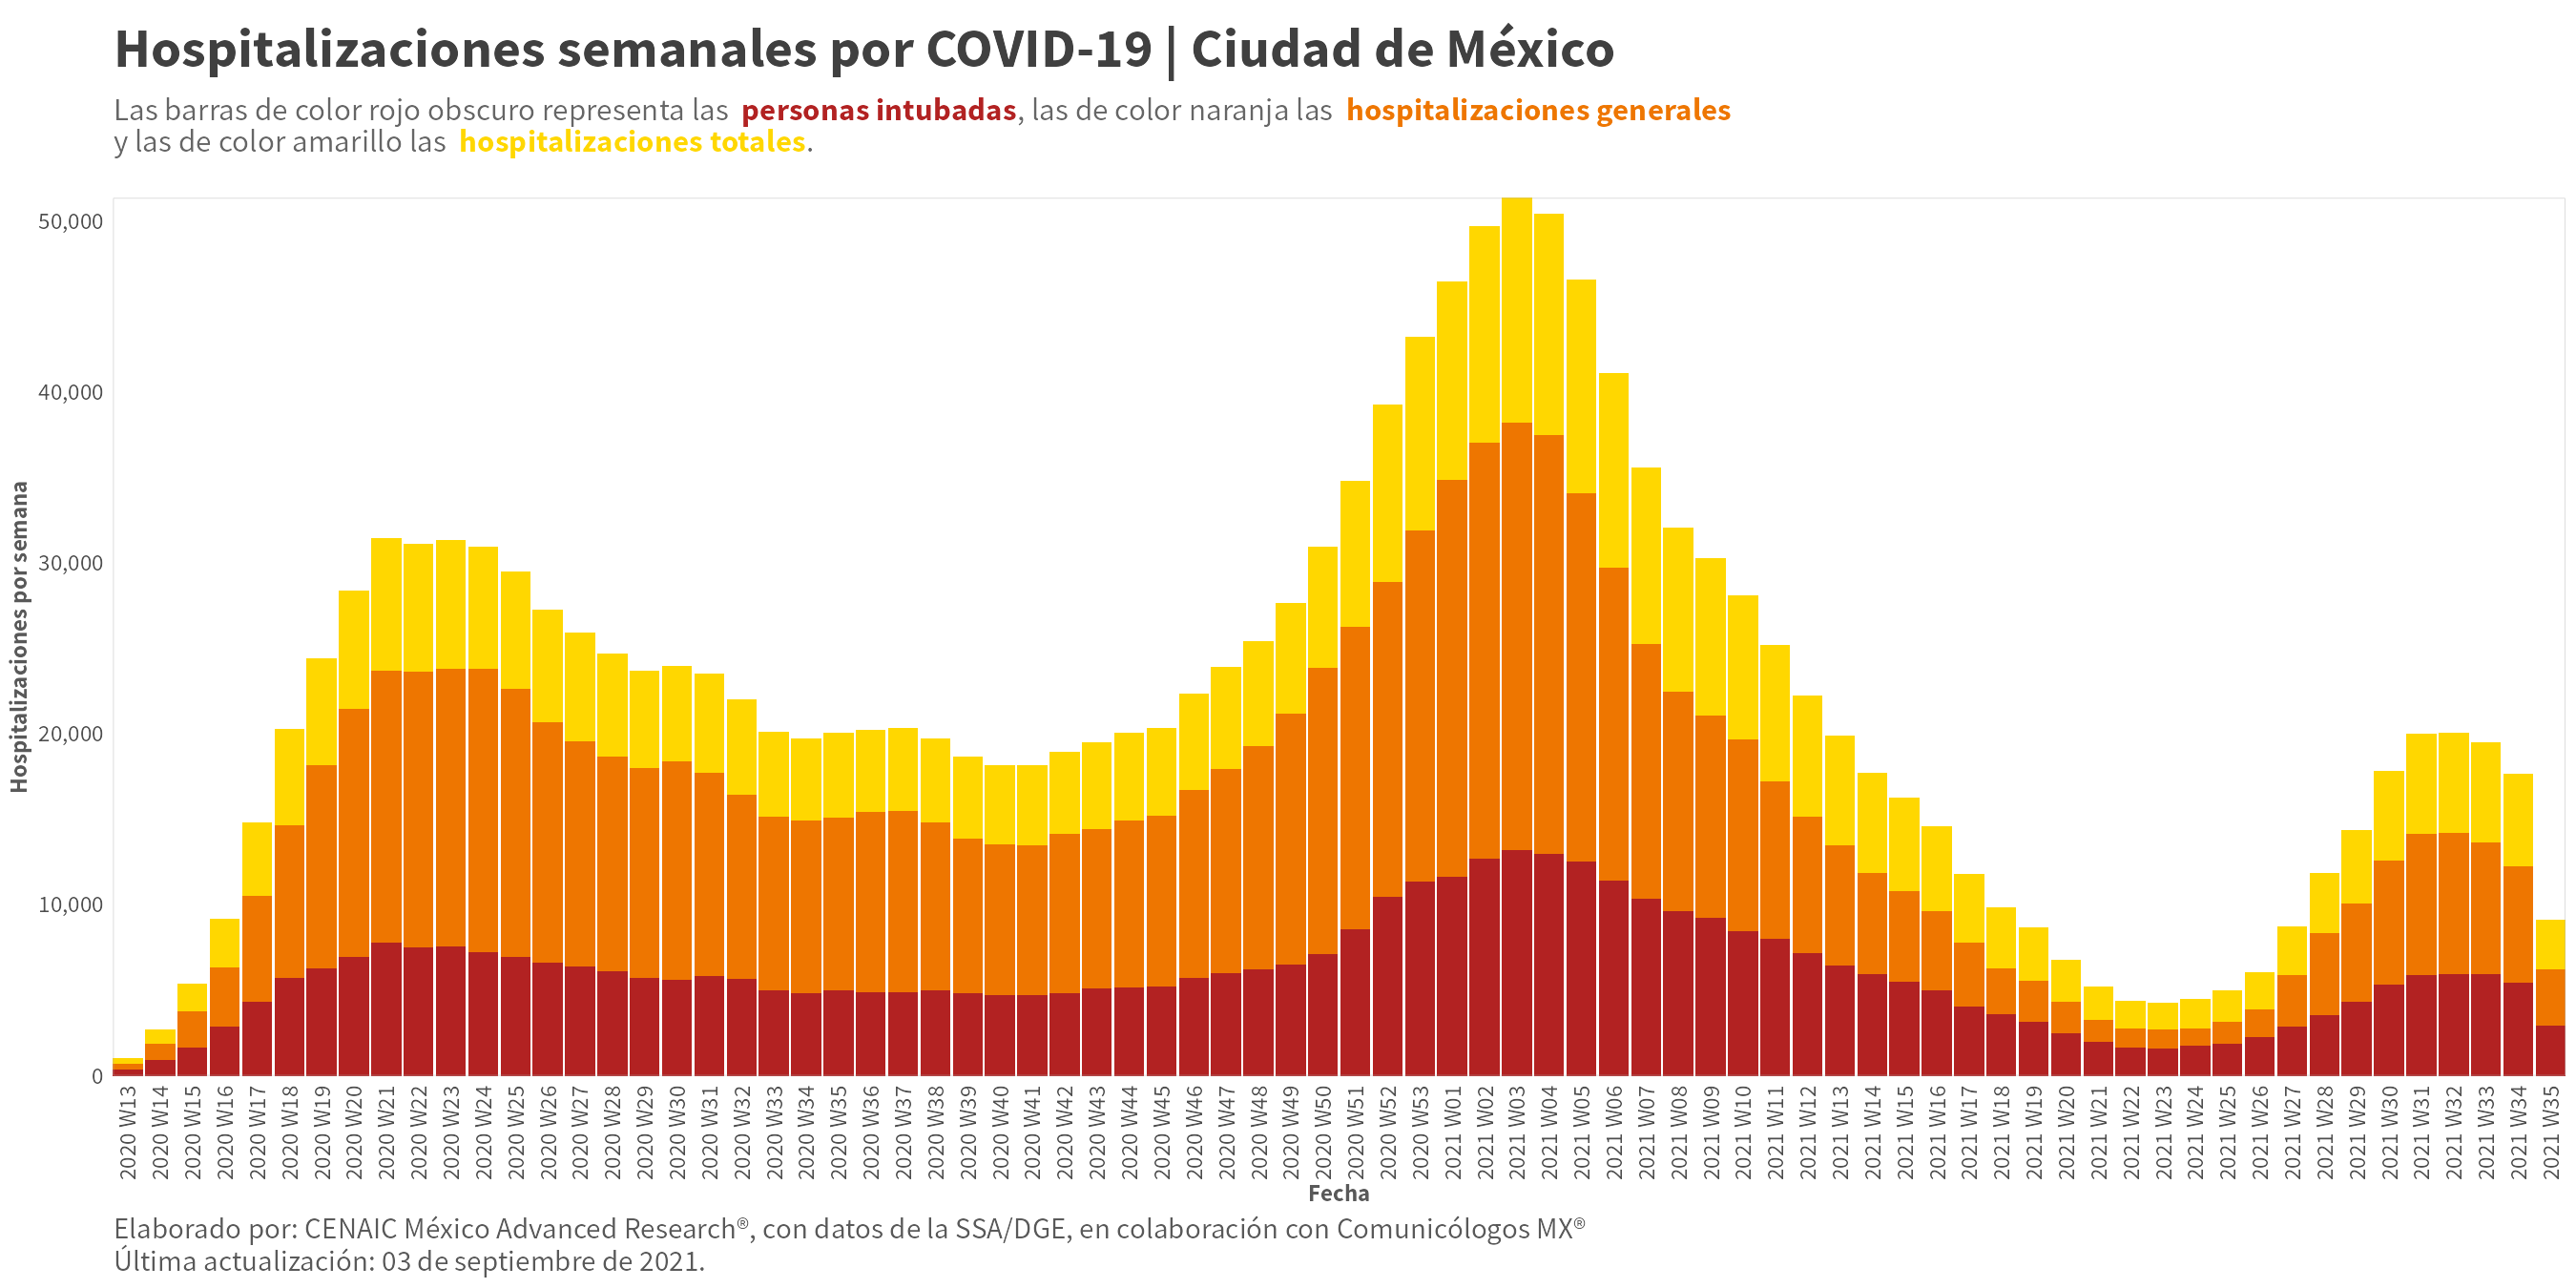 Hospitalizaciones semanales por COVID-19 | Ciudad de México
Las barras de color rojo obscuro representa las personas intubadas, las de color naranja las hospitalizaciones generales
y las de color amarillo las hospitalizaciones totales.
Hospitalizaciones por semana
50,000
40,000
30,000
20,000
10,000
0
2020 W13
2020 W14
2020 W15
2020 W16
2020 W17
2020 W18
2020 W19
2020 W20
2020 W21
2020 W22
2020 W23
2020 W24
2020 W25
2020 W26
2020 W27
2020 W28
2020 W29
2020 W30
2020 W31
2020 W32
2020 W33
2020 W34
2020 W35
2020 W36
2020 W37
2020 W38
2020 W39
2020 W40
2020 W41
2020 W42
2020 W43
2020 W44
2020 W45
2020 W46
2020 W47
2020 W48
2020 W49
2020 W50
2020 W51
2020 W52
2020 W53
2021 W01
2021 W02
2021 W03
2021 W04
2021 W05
2021 W06
2021 W07
2021 W08
2021 W09
2021 W10
2021 W11
2021 W12
2021 W13
2021 W14
2021 W15
2021 W16
2021 W17
2021 W18
2021 W19
2021 W20
2021 W21
2021 W22
2021 W23
2021 W24
2021 W25
2021 W26
2021 W27
2021 W28
2021 W29
2021 W30
2021 W31
2021 W32
2021 W33
2021 W34
2021 W35
Fecha
Elaborado por: CENAIC México Advanced Research®, con datos de la SSA/DGE, en colaboración con Comunicólogos MX®
Última actualización: 03 de septiembre de 2021.